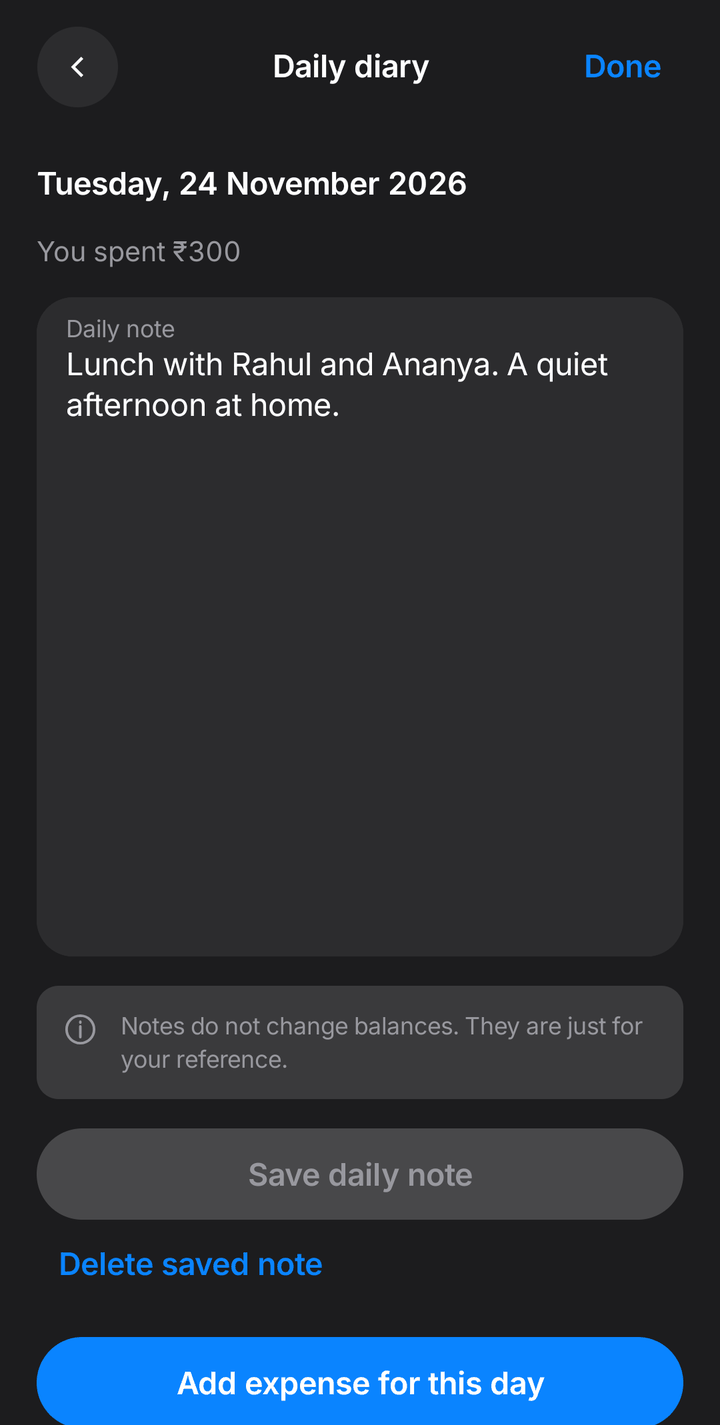 Daily diary
Done
Tuesday, 24 November 2026
You spent ₹300
Daily note
Lunch with Rahul and Ananya. A quiet
afternoon at home.
Notes do not change balances. They are just for
your reference.
Save daily note
Delete saved note
Add expense for this day